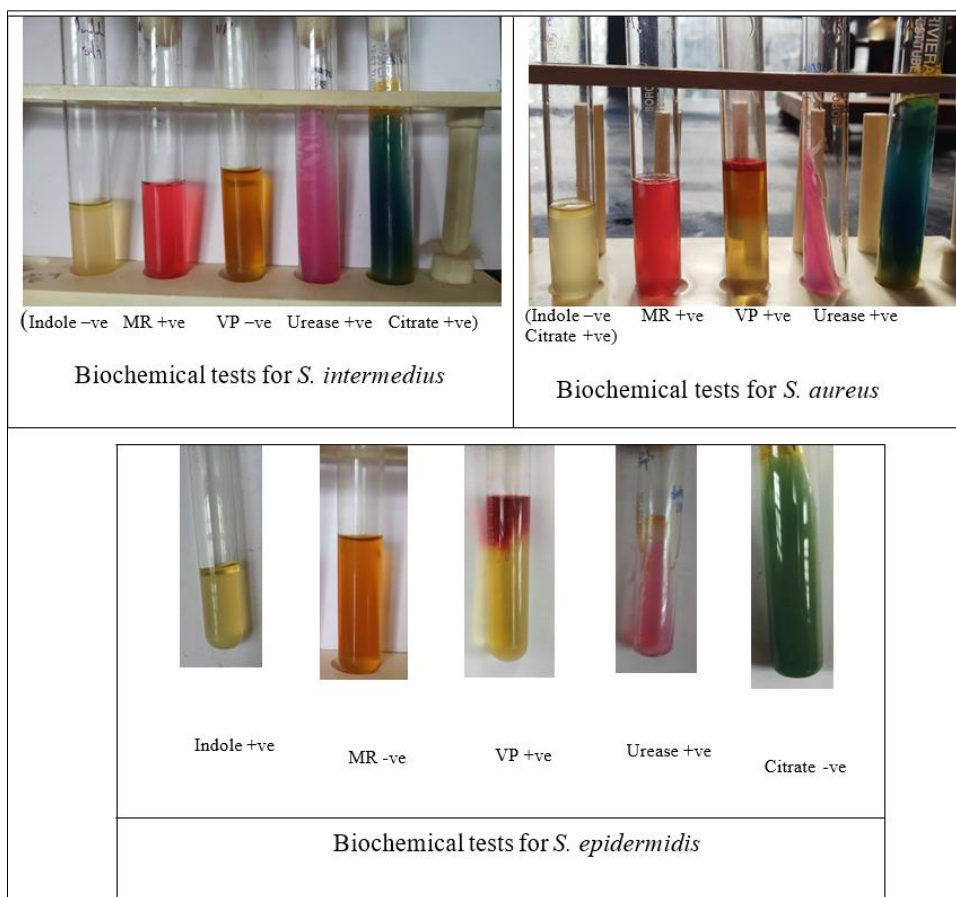 (Indole –ve MR +ve VP –ve Urease +ve Citrate +ve)
Biochemical tests for S. intermedius
RIVIERA
(Indole –ve MR +ve VP +ve Urease +ve
Citrate +ve)
Biochemical tests for S. aureus
Indole +ve MR -ve VP +ve Urease +ve Citrate -ve
Biochemical tests for S. epidermidis